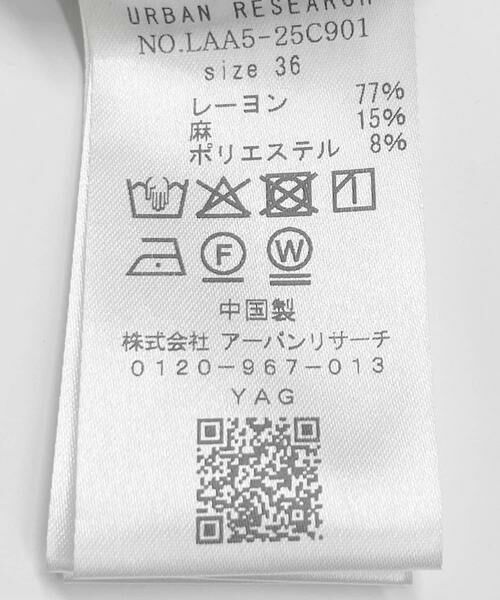 URBAN RESEARCH
NO.LAA5-25C901
size 36
レーヨン 77%
麻 15%
ポリエステル 8%
F W
中国製
株式会社 アーバンリサーチ
0120-967-013
YAG